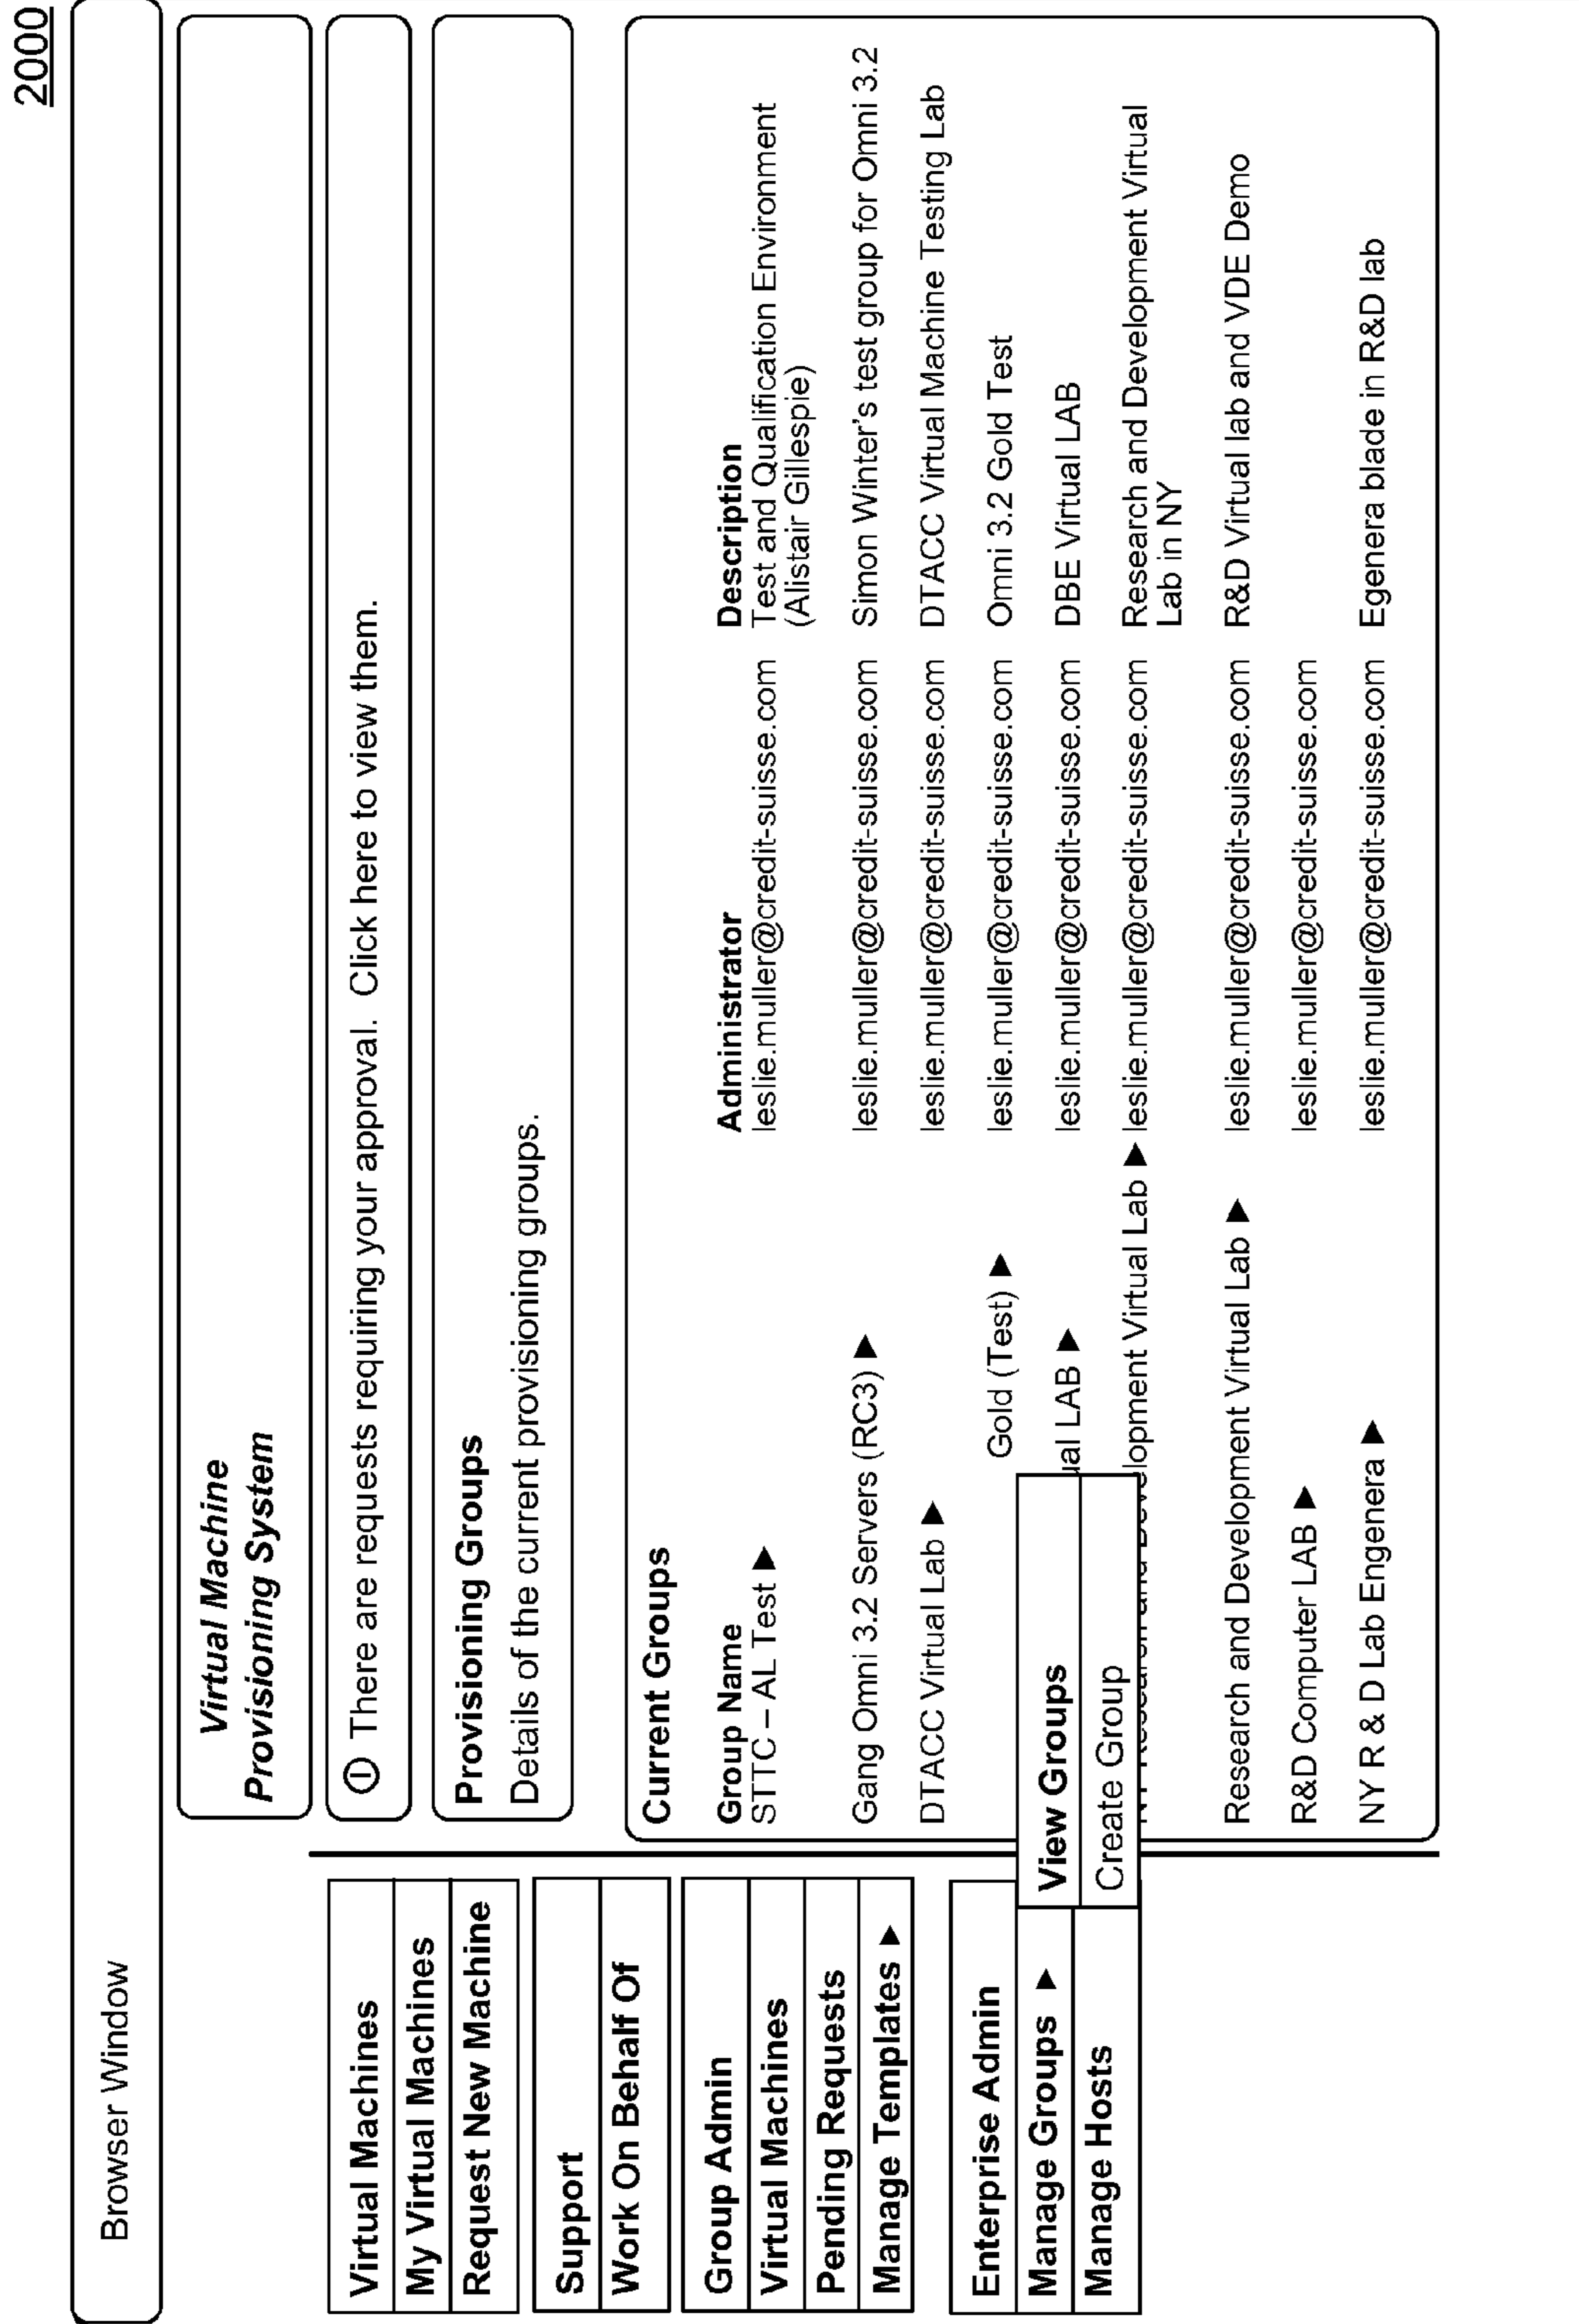 2000
Browser Window
Virtual Machine
Provisioning System
There are requests requiring your approval. Click here to view them.
Provisioning Groups
Details of the current provisioning groups.
Virtual Machines
My Virtual Machines
Request New Machine
Support
Work On Behalf Of
Group Admin
Virtual Machines
Pending Requests
Manage Templates ▶
Enterprise Admin
Manage Groups ▶
Manage Hosts
View Groups
Create Group
Current Groups
Group Name Administrator Description
STTC – AL Test ▶ leslie.muller@credit-suisse.com Test and Qualification Environment
(Alistair Gillespie)
Gang Omni 3.2 Servers (RC3) ▶ leslie.muller@credit-suisse.com Simon Winter's test group for Omni 3.2
DTACC Virtual Lab ▶ leslie.muller@credit-suisse.com DTACC Virtual Machine Testing Lab
Gold (Test) ▶ leslie.muller@credit-suisse.com Omni 3.2 Gold Test
ual LAB ▶ leslie.muller@credit-suisse.com DBE Virtual LAB
NY Research and Development Virtual Lab ▶ leslie.muller@credit-suisse.com Research and Development Virtual
Lab in NY
Research and Development Virtual Lab ▶ leslie.muller@credit-suisse.com R&D Virtual lab and VDE Demo
R&D Computer LAB ▶ leslie.muller@credit-suisse.com
NY R & D Lab Engenera ▶ leslie.muller@credit-suisse.com Egenera blade in R&D lab